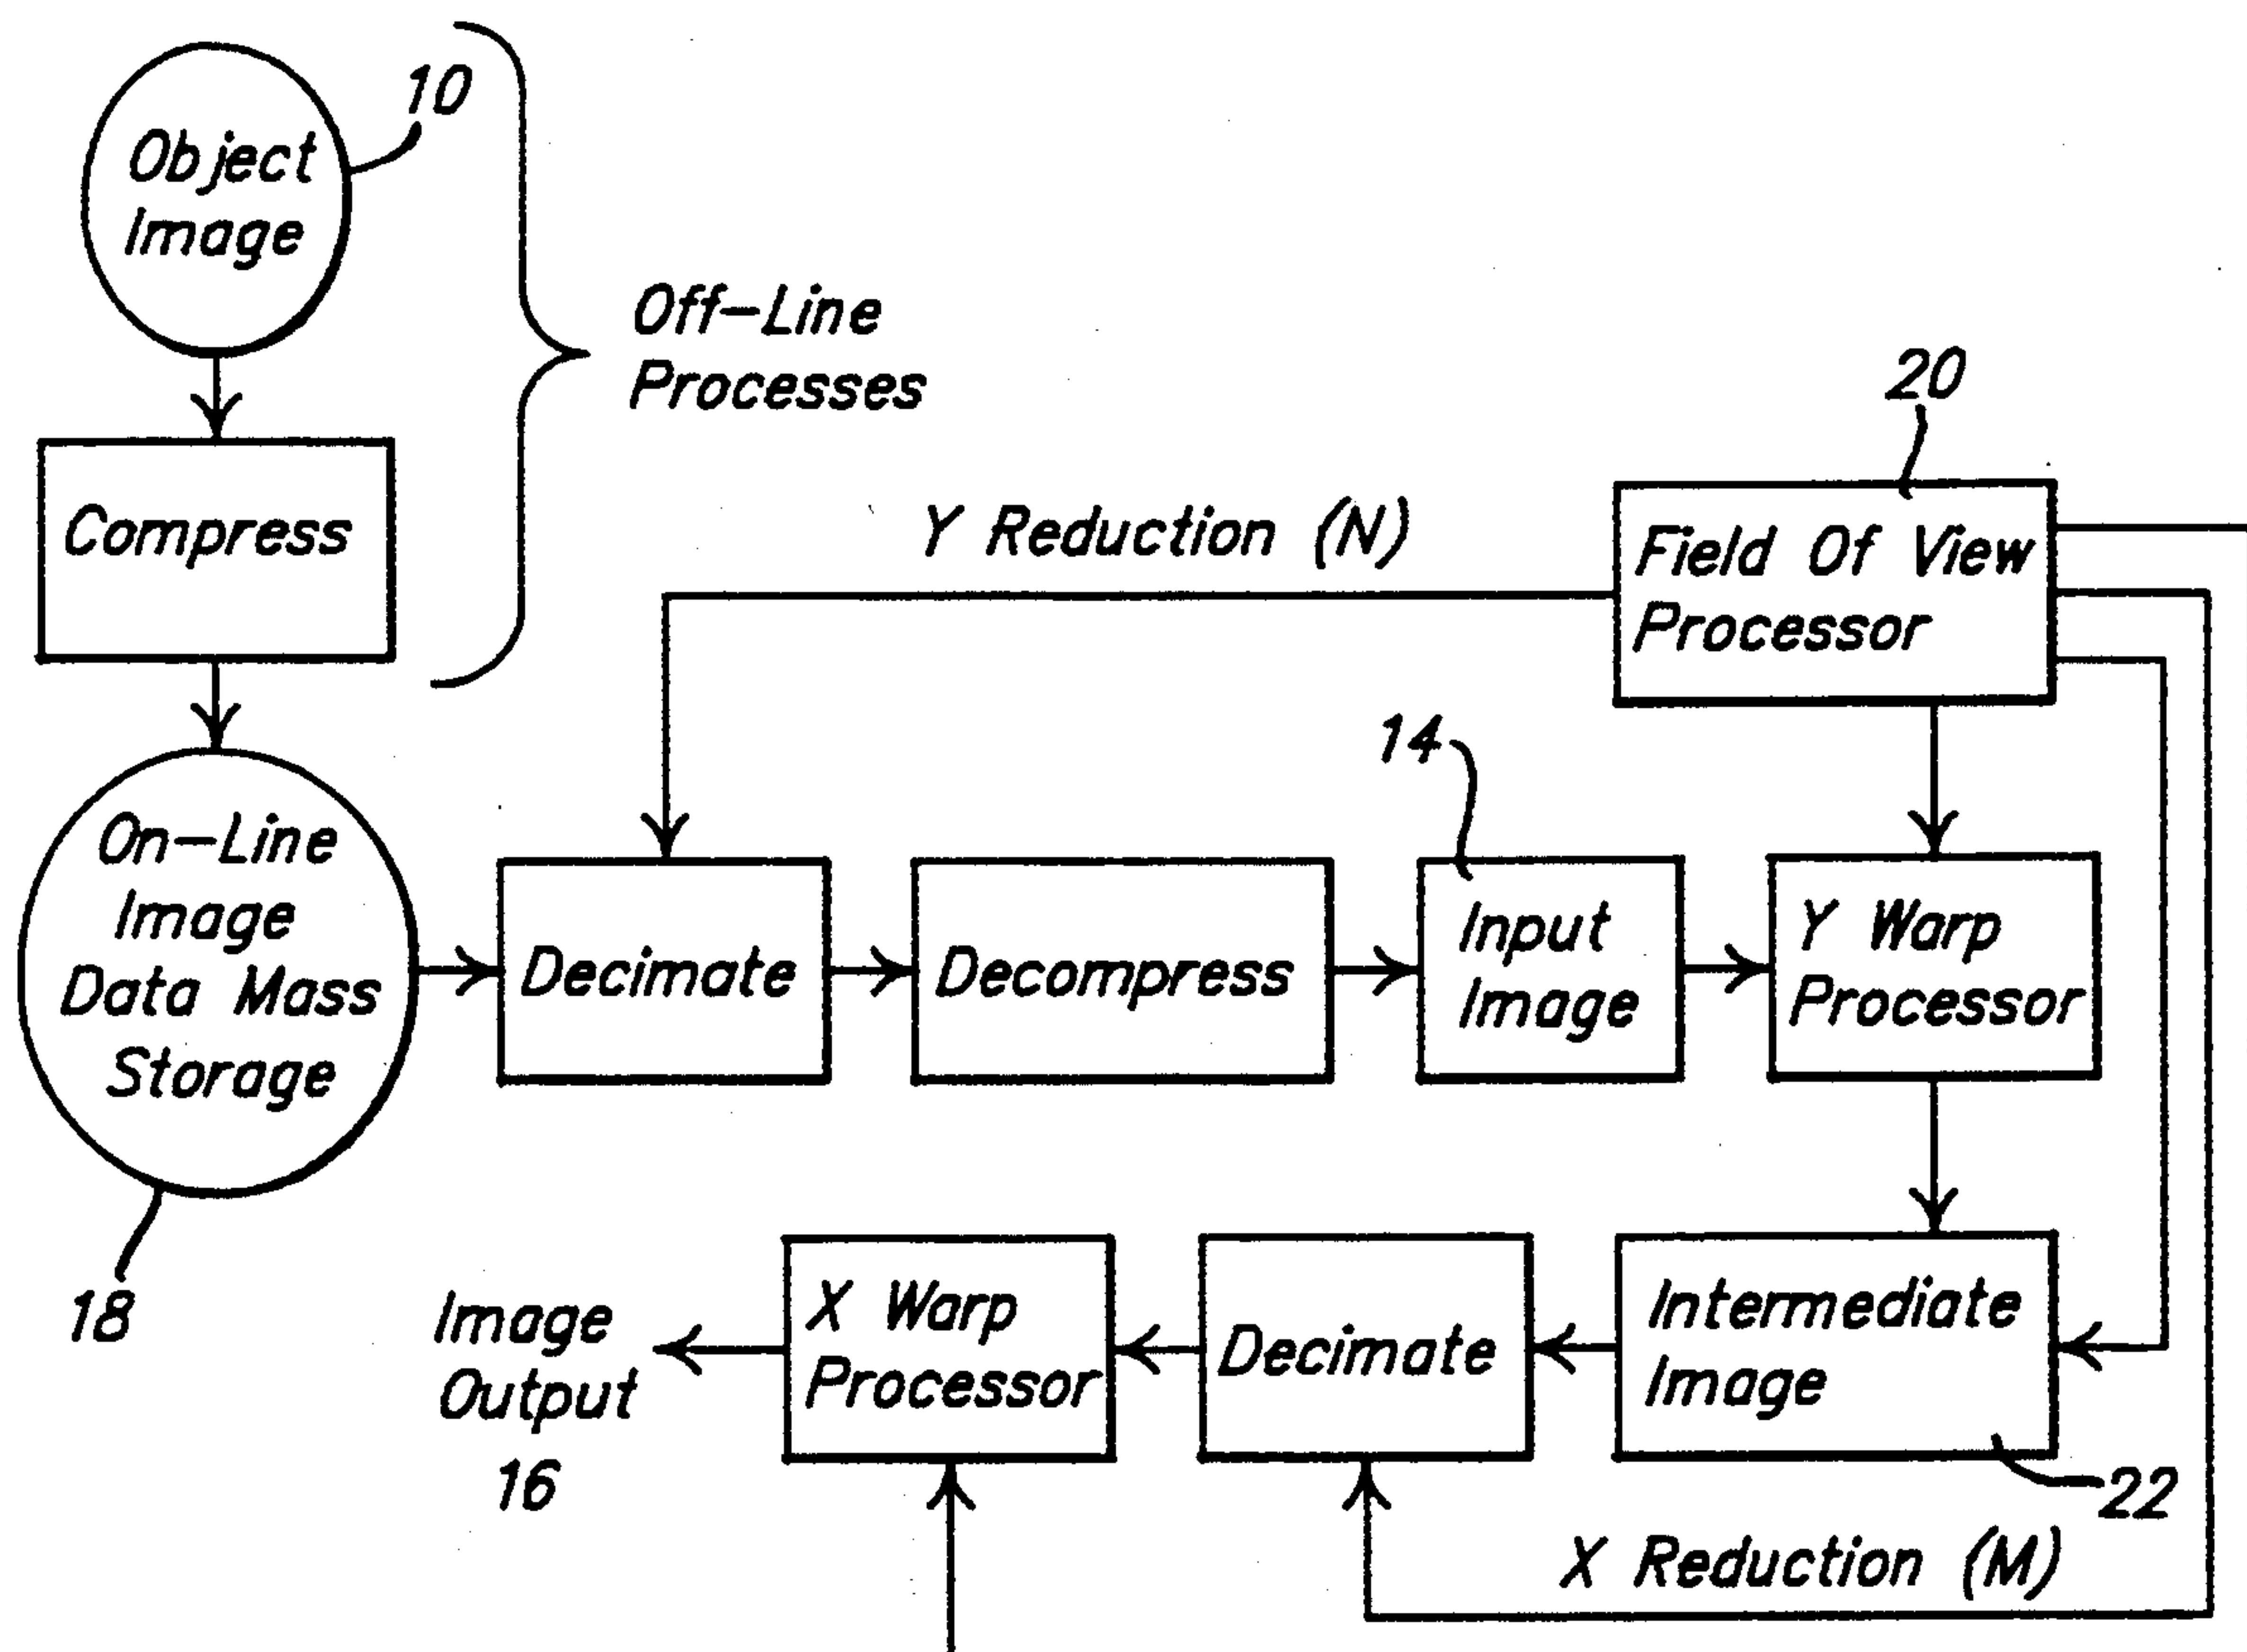 10
Object
Image
Off-Line
Processes
Compress
20
Y Reduction (N)
Field Of View
Processor
14
On-Line
Image
Data Mass
Storage
18
Decimate
Decompress
Input
Image
Y Warp
Processor
Image
Output
16
X Warp
Processor
Decimate
Intermediate
Image
22
X Reduction (M)